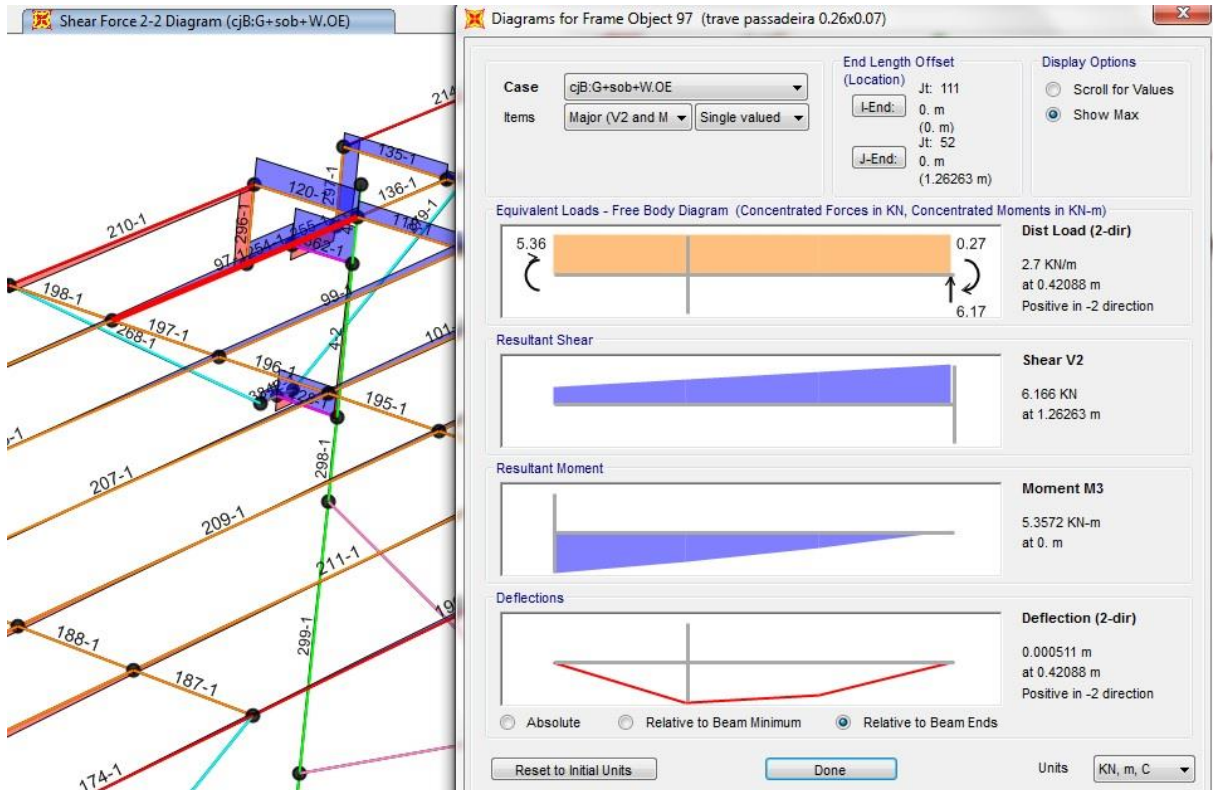 Shear Force 2-2 Diagram (cjB:G+sob+W.OE)
214
135-1
297-1
136-1
120-1
210-1
296-1
118-1
97-1
254-1
198-1
99-1
197-1
268-1
4-2
101-
196-1
195-1
298-1
207-1
209-1
211-1
299-1
188-1
187-1
174-1
Diagrams for Frame Object 97 (trave passadeira 0.26x0.07)
Case
cjB:G+sob+W.OE
Items
Major (V2 and M
Single valued
End Length Offset
(Location)
Jt: 111
I-End:
0. m
(0. m)
Jt: 52
J-End:
0. m
(1.26263 m)
Display Options
Scroll for Values
Show Max
Equivalent Loads - Free Body Diagram (Concentrated Forces in KN, Concentrated Moments in KN-m)
5.36
0.27
6.17
Dist Load (2-dir)
2.7 KN/m
at 0.42088 m
Positive in -2 direction
Resultant Shear
Shear V2
6.166 KN
at 1.26263 m
Resultant Moment
Moment M3
5.3572 KN-m
at 0. m
Deflections
Deflection (2-dir)
0.000511 m
at 0.42088 m
Positive in -2 direction
Absolute
Relative to Beam Minimum
Relative to Beam Ends
Reset to Initial Units
Done
Units
KN, m, C